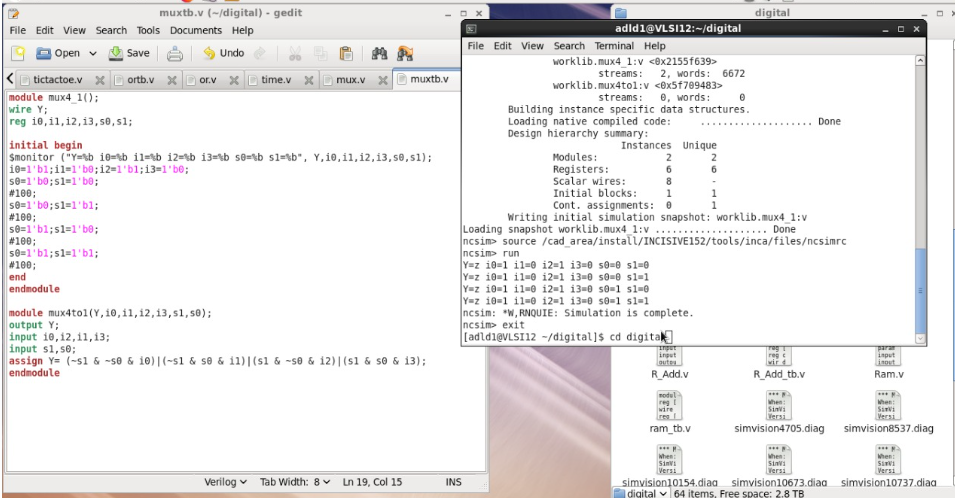 muxtb.v (~/digital) - gedit
File Edit View Search Tools Documents Help
Open Save Undo
tictactoe.v ortb.v or.v time.v mux.v muxtb.v
module mux4_1();
wire Y;
reg i0,i1,i2,i3,s0,s1;
initial begin
$monitor ("Y=%b i0=%b i1=%b i2=%b i3=%b s0=%b s1=%b", Y,i0,i1,i2,i3,s0,s1);
i0=1'b1;i1=1'b0;i2=1'b1;i3=1'b0;
s0=1'b0;s1=1'b0;
#100;
s0=1'b0;s1=1'b1;
#100;
s0=1'b1;s1=1'b0;
#100;
s0=1'b1;s1=1'b1;
#100;
end
endmodule
module mux4to1(Y,i0,i1,i2,i3,s1,s0);
output Y;
input i0,i2,i1,i3;
input s1,s0;
assign Y= (~s1 & ~s0 & i0)|(~s1 & s0 & i1)|(s1 & ~s0 & i2)|(s1 & s0 & i3);
endmodule
Verilog Tab Width: 8 Ln 19, Col 15 INS
adld1@VLSI12:~/digital
File Edit View Search Terminal Help
worklib.mux4_1:v <0x2155f639>
streams: 2, words: 6672
worklib.mux4to1:v <0x5f709483>
streams: 0, words: 0
Building instance specific data structures.
Loading native compiled code: .................... Done
Design hierarchy summary:
Instances Unique
Modules: 2 2
Registers: 6 6
Scalar wires: 8 -
Initial blocks: 1 1
Cont. assignments: 0 1
Writing initial simulation snapshot: worklib.mux4_1:v
Loading snapshot worklib.mux4_1:v .................... Done
ncsim> source /cad_area/install/INCISIVE152/tools/inca/files/ncsimrc
ncsim> run
Y=z i0=1 i1=0 i2=1 i3=0 s0=0 s1=0
Y=z i0=1 i1=0 i2=1 i3=0 s0=0 s1=1
Y=z i0=1 i1=0 i2=1 i3=0 s0=1 s1=0
Y=z i0=1 i1=0 i2=1 i3=0 s0=1 s1=1
ncsim: *W,RNQUIE: Simulation is complete.
ncsim> exit
[adld1@VLSI12 ~/digital]$ cd digital
digital
R_Add.v R_Add_tb.v Ram.v
ram_tb.v simvision4705.diag simvision8537.diag
simvision10154.diag simvision10673.diag simvision10737.diag
digital 64 items, Free space: 2.8 TB